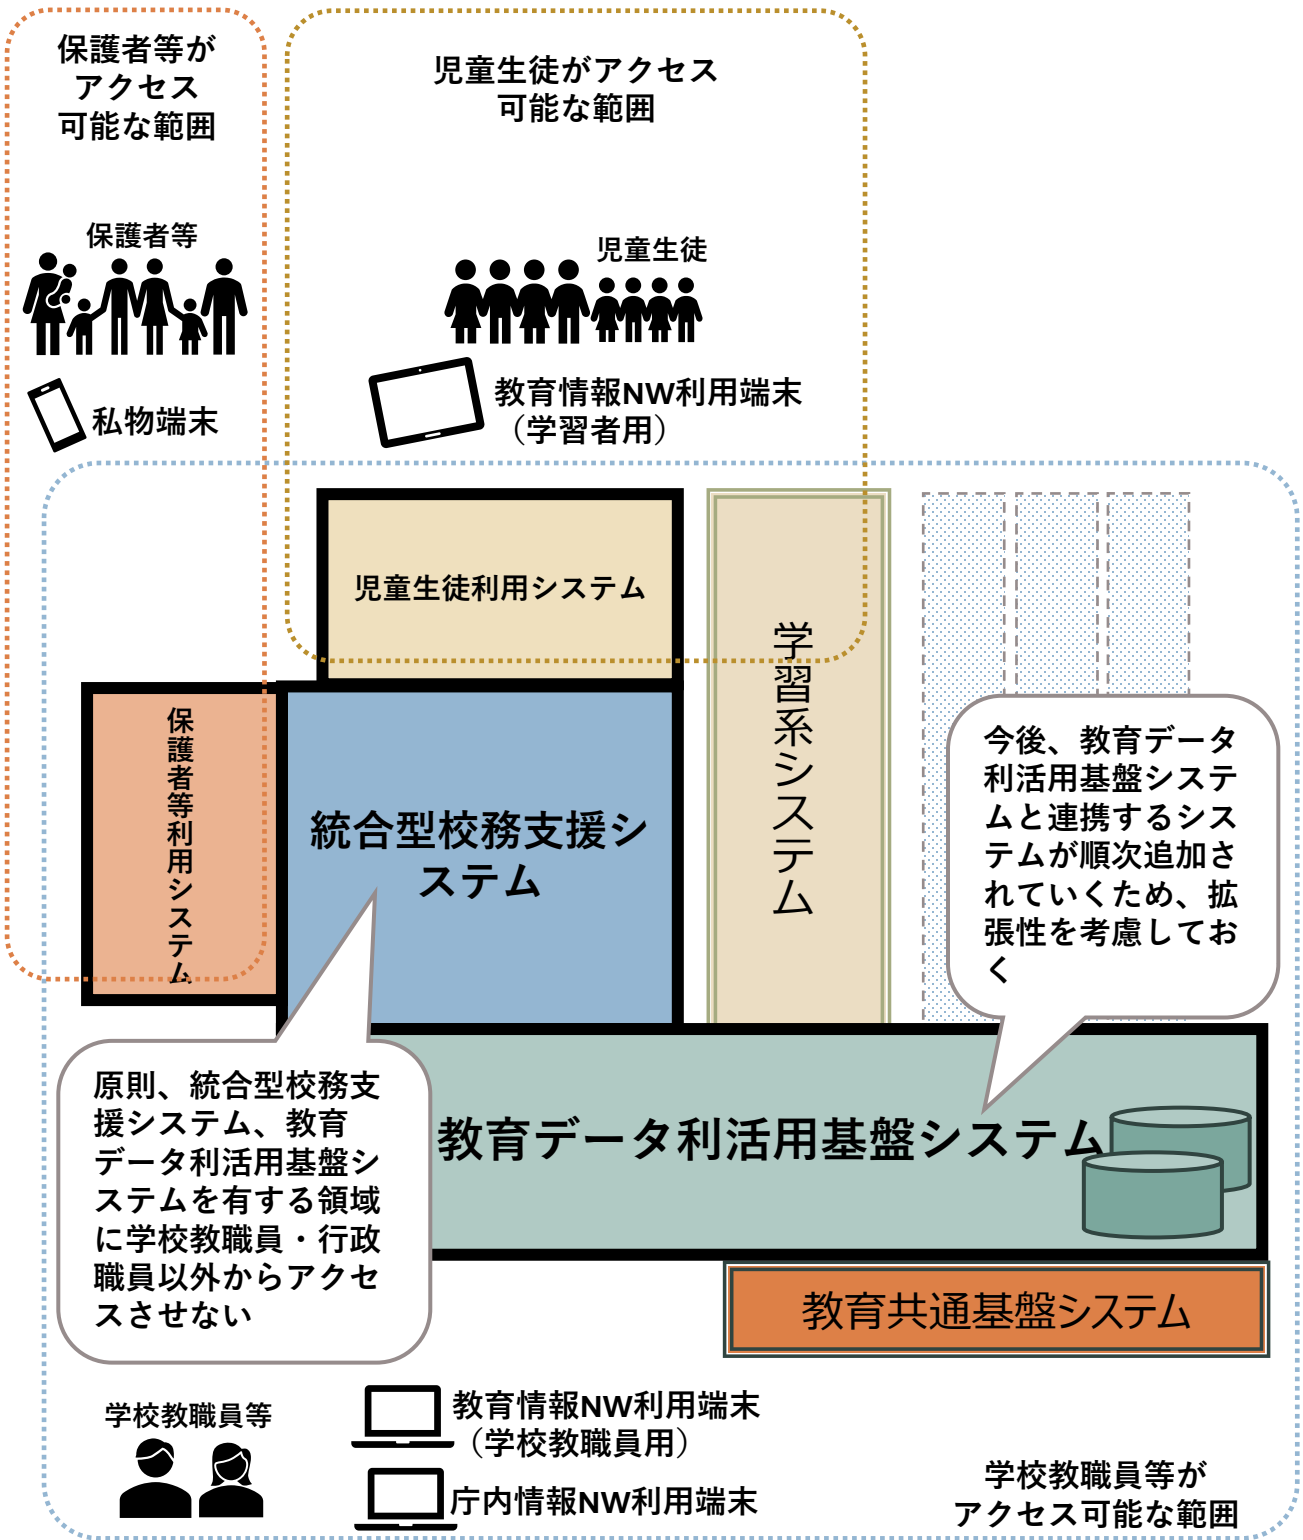 保護者等が
アクセス
可能な範囲
児童生徒がアクセス
可能な範囲
保護者等
児童生徒
私物端末
教育情報NW利用端末
（学習者用）
児童生徒利用システム
学習系システム
保護者等利用システム
統合型校務支援シ
ステム
今後、教育データ
利活用基盤システ
ムと連携するシス
テムが順次追加さ
れていくため、拡
張性を考慮してお
く
原則、統合型校務支
援システム、教育
データ利活用基盤シ
ステムを有する領域
に学校教職員・行政
職員以外からアクセ
スさせない
教育データ利活用基盤システム
教育共通基盤システム
学校教職員等
教育情報NW利用端末
（学校教職員用）
庁内情報NW利用端末
学校教職員等が
アクセス可能な範囲